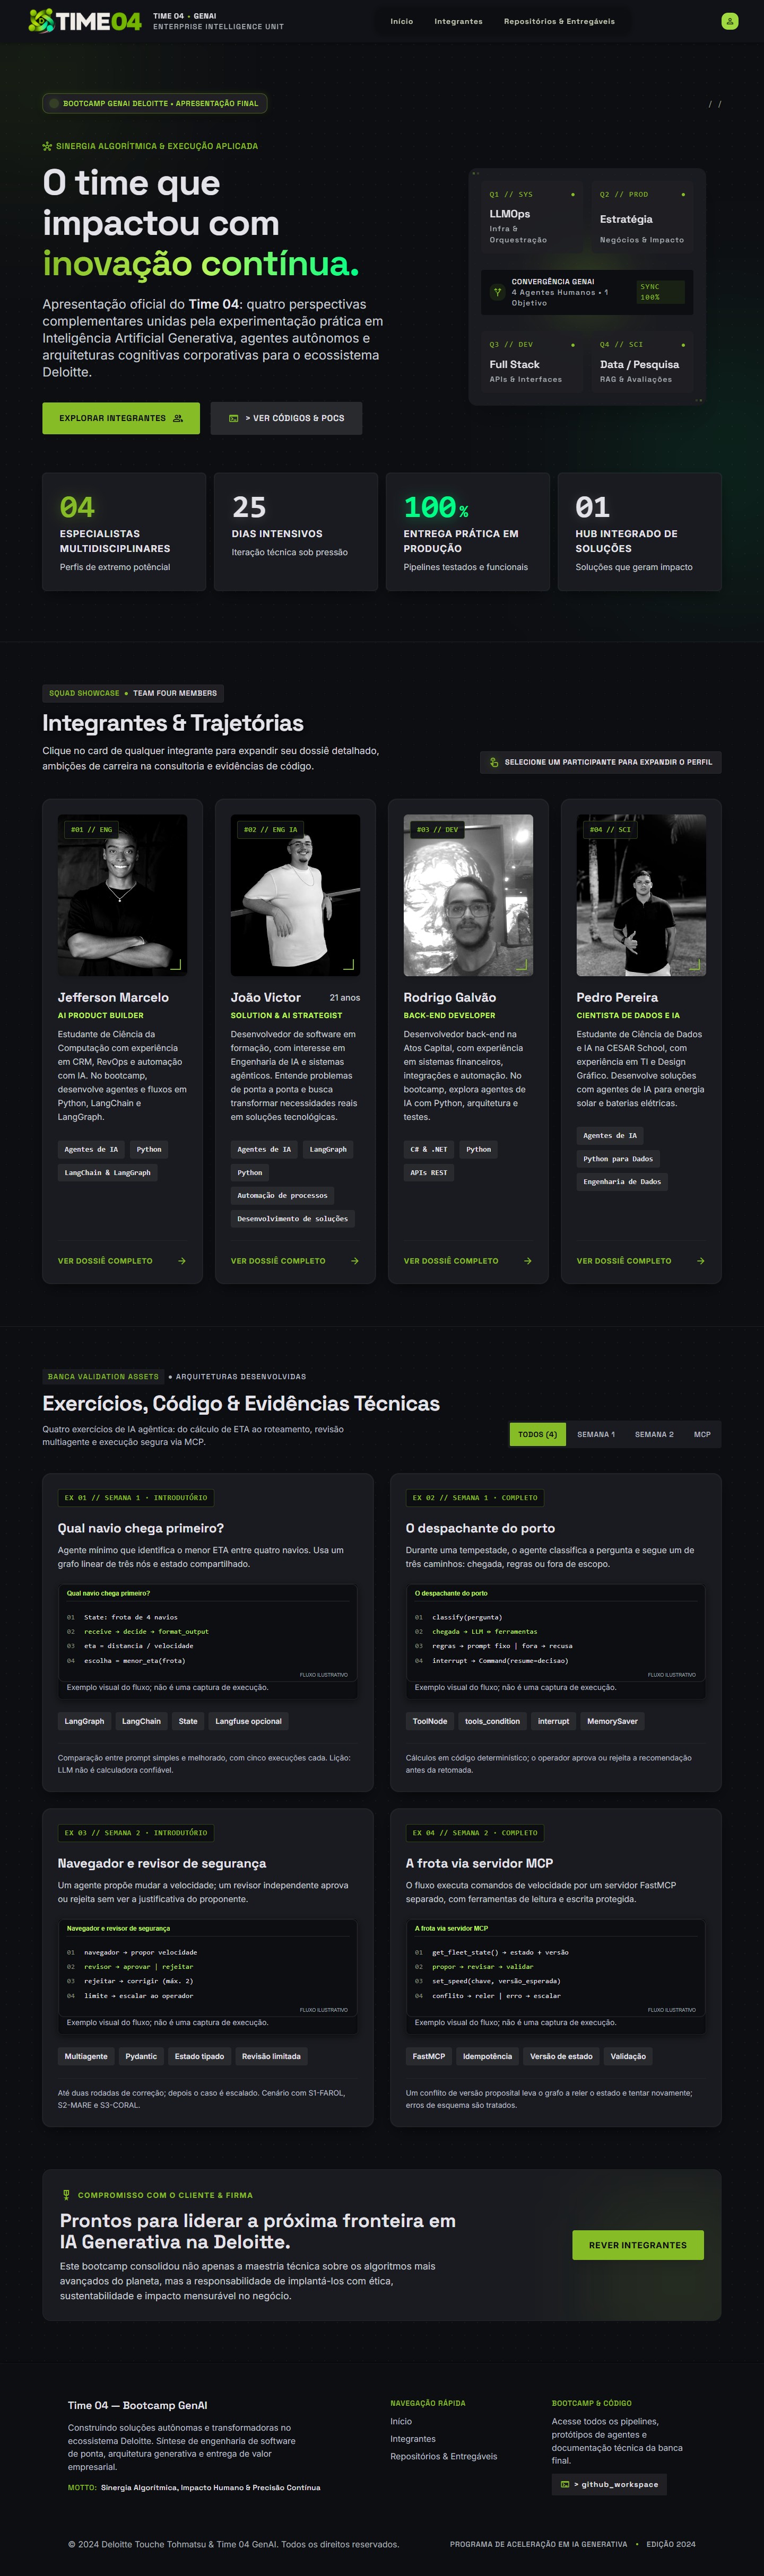 TIME04
TIME 04 • GENAI
ENTERPRISE INTELLIGENCE UNIT
Início
Integrantes
Repositórios & Entregáveis
BOOTCAMP GENAI DELOITTE • APRESENTAÇÃO FINAL
/ /
SINERGIA ALGORÍTMICA & EXECUÇÃO APLICADA
O time que
impactou com
inovação contínua.
Apresentação oficial do Time 04: quatro perspectivas
complementares unidas pela experimentação prática em
Inteligência Artificial Generativa, agentes autônomos e
arquiteturas cognitivas corporativas para o ecossistema
Deloitte.
EXPLORAR INTEGRANTES
> VER CÓDIGOS & POCS
Q1 // SYS
LLMOps
Infra &
Orquestração
Q2 // PROD
Estratégia
Negócios & Impacto
CONVERGÊNCIA GENAI
4 Agentes Humanos • 1
Objetivo
SYNC
100%
Q3 // DEV
Full Stack
APIs & Interfaces
Q4 // SCI
Data / Pesquisa
RAG & Avaliações
04
ESPECIALISTAS
MULTIDISCIPLINARES
Perfis de extremo potêncial
25
DIAS INTENSIVOS
Iteração técnica sob pressão
100%
ENTREGA PRÁTICA EM
PRODUÇÃO
Pipelines testados e funcionais
01
HUB INTEGRADO DE
SOLUÇÕES
Soluções que geram impacto
SQUAD SHOWCASE • TEAM FOUR MEMBERS
Integrantes & Trajetórias
Clique no card de qualquer integrante para expandir seu dossiê detalhado,
ambições de carreira na consultoria e evidências de código.
SELECIONE UM PARTICIPANTE PARA EXPANDIR O PERFIL
#01 // ENG
Jefferson Marcelo
AI PRODUCT BUILDER
Estudante de Ciência da
Computação com experiência
em CRM, RevOps e automação
com IA. No bootcamp,
desenvolve agentes e fluxos em
Python, LangChain e
LangGraph.
Agentes de IA
Python
LangChain & LangGraph
VER DOSSIÊ COMPLETO
#02 // ENG IA
João Victor
21 anos
SOLUTION & AI STRATEGIST
Desenvolvedor de software em
formação, com interesse em
Engenharia de IA e sistemas
agênticos. Entende problemas
de ponta a ponta e busca
transformar necessidades reais
em soluções tecnológicas.
Agentes de IA
LangGraph
Python
Automação de processos
Desenvolvimento de soluções
VER DOSSIÊ COMPLETO
#03 // DEV
Rodrigo Galvão
BACK-END DEVELOPER
Desenvolvedor back-end na
Atos Capital, com experiência
em sistemas financeiros,
integrações e automação. No
bootcamp, explora agentes de
IA com Python, arquitetura e
testes.
C# & .NET
Python
APIs REST
VER DOSSIÊ COMPLETO
#04 // SCI
Pedro Pereira
CIENTISTA DE DADOS E IA
Estudante de Ciência de Dados
e IA na CESAR School, com
experiência em TI e Design
Gráfico. Desenvolve soluções
com agentes de IA para energia
solar e baterias elétricas.
Agentes de IA
Python para Dados
Engenharia de Dados
VER DOSSIÊ COMPLETO
BANCA VALIDATION ASSETS • ARQUITETURAS DESENVOLVIDAS
Exercícios, Código & Evidências Técnicas
Quatro exercícios de IA agêntica: do cálculo de ETA ao roteamento, revisão
multiagente e execução segura via MCP.
TODOS (4)
SEMANA 1
SEMANA 2
MCP
EX 01 // SEMANA 1 · INTRODUTÓRIO
Qual navio chega primeiro?
Agente mínimo que identifica o menor ETA entre quatro navios. Usa um
grafo linear de três nós e estado compartilhado.
Qual navio chega primeiro?
01 State: frota de 4 navios
02 receive → decide → format_output
03 eta = distancia / velocidade
04 escolha = menor_eta(frota)
FLUXO ILUSTRATIVO
Exemplo visual do fluxo; não é uma captura de execução.
LangGraph
LangChain
State
Langfuse opcional
Comparação entre prompt simples e melhorado, com cinco execuções cada. Lição:
LLM não é calculadora confiável.
EX 02 // SEMANA 1 · COMPLETO
O despachante do porto
Durante uma tempestade, o agente classifica a pergunta e segue um de
três caminhos: chegada, regras ou fora de escopo.
O despachante do porto
01 classify(pergunta)
02 chegada → LLM ↔ ferramentas
03 regras → prompt fixo | fora → recusa
04 interrupt → Command(resume=decisao)
FLUXO ILUSTRATIVO
Exemplo visual do fluxo; não é uma captura de execução.
ToolNode
tools_condition
interrupt
MemorySaver
Cálculos em código determinístico; o operador aprova ou rejeita a recomendação
antes da retomada.
EX 03 // SEMANA 2 · INTRODUTÓRIO
Navegador e revisor de segurança
Um agente propõe mudar a velocidade; um revisor independente aprova
ou rejeita sem ver a justificativa do proponente.
Navegador e revisor de segurança
01 navegador → propor velocidade
02 revisor → aprovar | rejeitar
03 rejeitar → corrigir (máx. 2)
04 limite → escalar ao operador
FLUXO ILUSTRATIVO
Exemplo visual do fluxo; não é uma captura de execução.
Multiagente
Pydantic
Estado tipado
Revisão limitada
Até duas rodadas de correção; depois o caso é escalado. Cenário com S1-FAROL,
S2-MARE e S3-CORAL.
EX 04 // SEMANA 2 · COMPLETO
A frota via servidor MCP
O fluxo executa comandos de velocidade por um servidor FastMCP
separado, com ferramentas de leitura e escrita protegida.
A frota via servidor MCP
01 get_fleet_state() → estado + versão
02 propor → revisar → validar
03 set_speed(chave, versão_esperada)
04 conflito → reler | erro → escalar
FLUXO ILUSTRATIVO
Exemplo visual do fluxo; não é uma captura de execução.
FastMCP
Idempotência
Versão de estado
Validação
Um conflito de versão proposital leva o grafo a reler o estado e tentar novamente;
erros de esquema são tratados.
COMPROMISSO COM O CLIENTE & FIRMA
Prontos para liderar a próxima fronteira em
IA Generativa na Deloitte.
Este bootcamp consolidou não apenas a maestria técnica sobre os algoritmos mais
avançados do planeta, mas a responsabilidade de implantá-los com ética,
sustentabilidade e impacto mensurável no negócio.
REVER INTEGRANTES
Time 04 — Bootcamp GenAI
Construindo soluções autônomas e transformadoras no
ecossistema Deloitte. Síntese de engenharia de software
de ponta, arquitetura generativa e entrega de valor
empresarial.
MOTTO: Sinergia Algorítmica, Impacto Humano & Precisão Contínua
NAVEGAÇÃO RÁPIDA
Início
Integrantes
Repositórios & Entregáveis
BOOTCAMP & CÓDIGO
Acesse todos os pipelines,
protótipos de agentes e
documentação técnica da banca
final.
> github_workspace
© 2024 Deloitte Touche Tohmatsu & Time 04 GenAI. Todos os direitos reservados.
PROGRAMA DE ACELERAÇÃO EM IA GENERATIVA • EDIÇÃO 2024